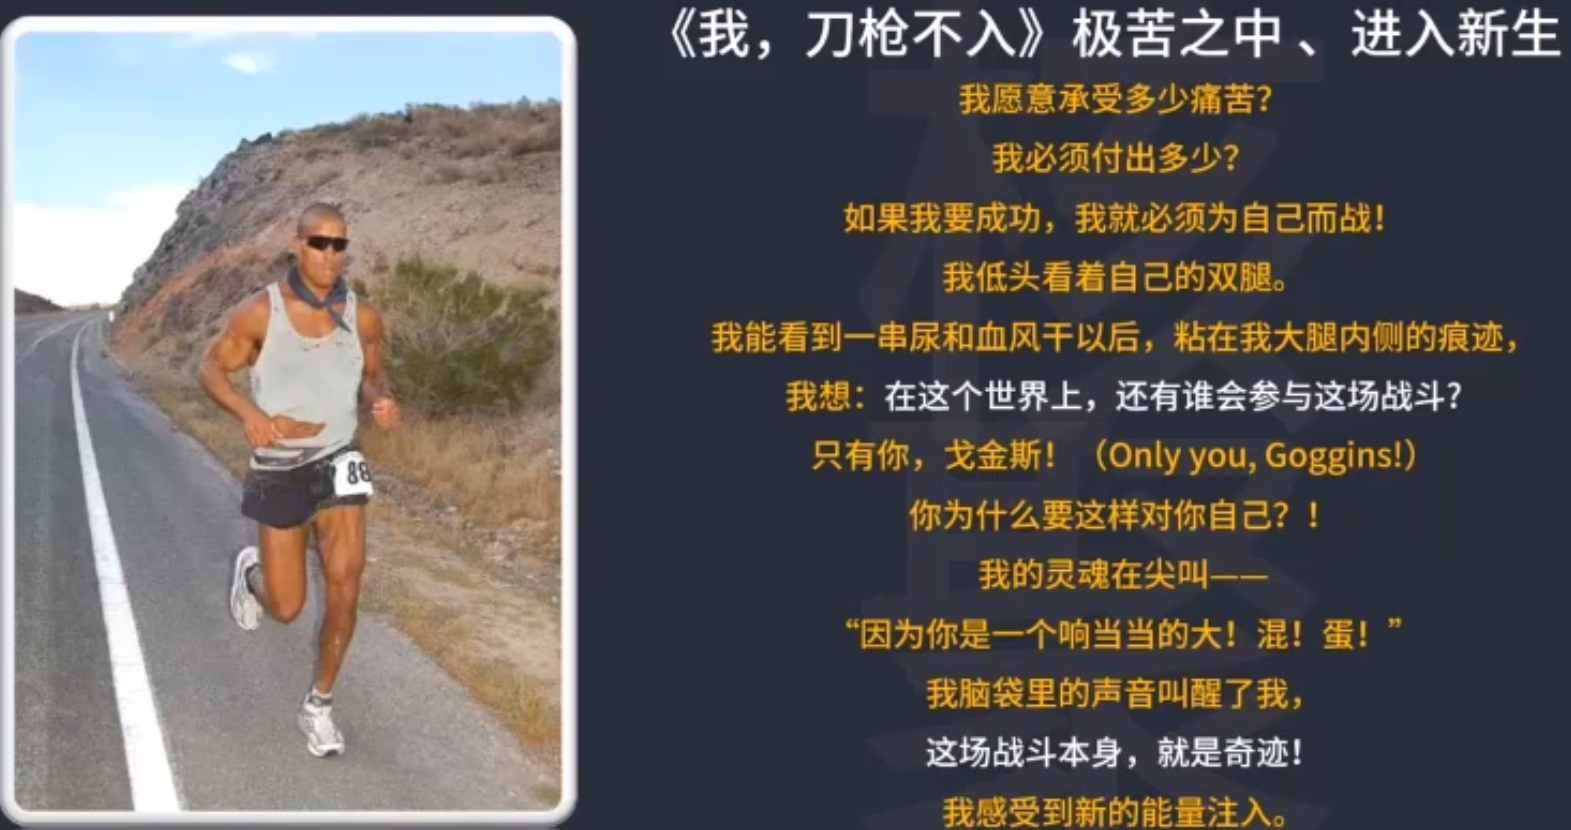 《我，刀枪不入》极苦之中、进入新生
我愿意承受多少痛苦？
我必须付出多少？
如果我要成功，我就必须为自己而战！
我低头看着自己的双腿。
我能看到一串尿和血风干以后，粘在我大腿内侧的痕迹，
我想：在这个世界上，还有谁会参与这场战斗？
只有你，戈金斯！（Only you, Goggins!）
你为什么要这样对你自己？！
我的灵魂在尖叫——
“因为你是一个响当当的大！混！蛋！”
我脑袋里的声音叫醒了我，
这场战斗本身，就是奇迹！
我感受到新的能量注入。
88